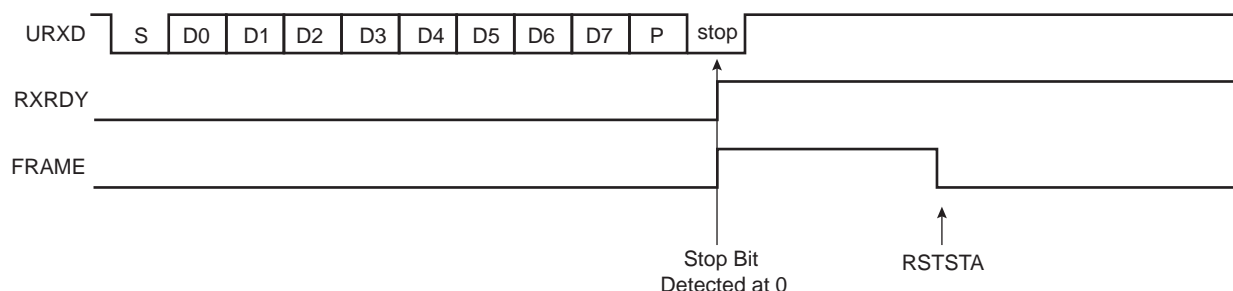 URXD S D0 D1 D2 D3 D4 D5 D6 D7 P stop
RXRDY
FRAME
Stop Bit
Detected at 0
RSTSTA